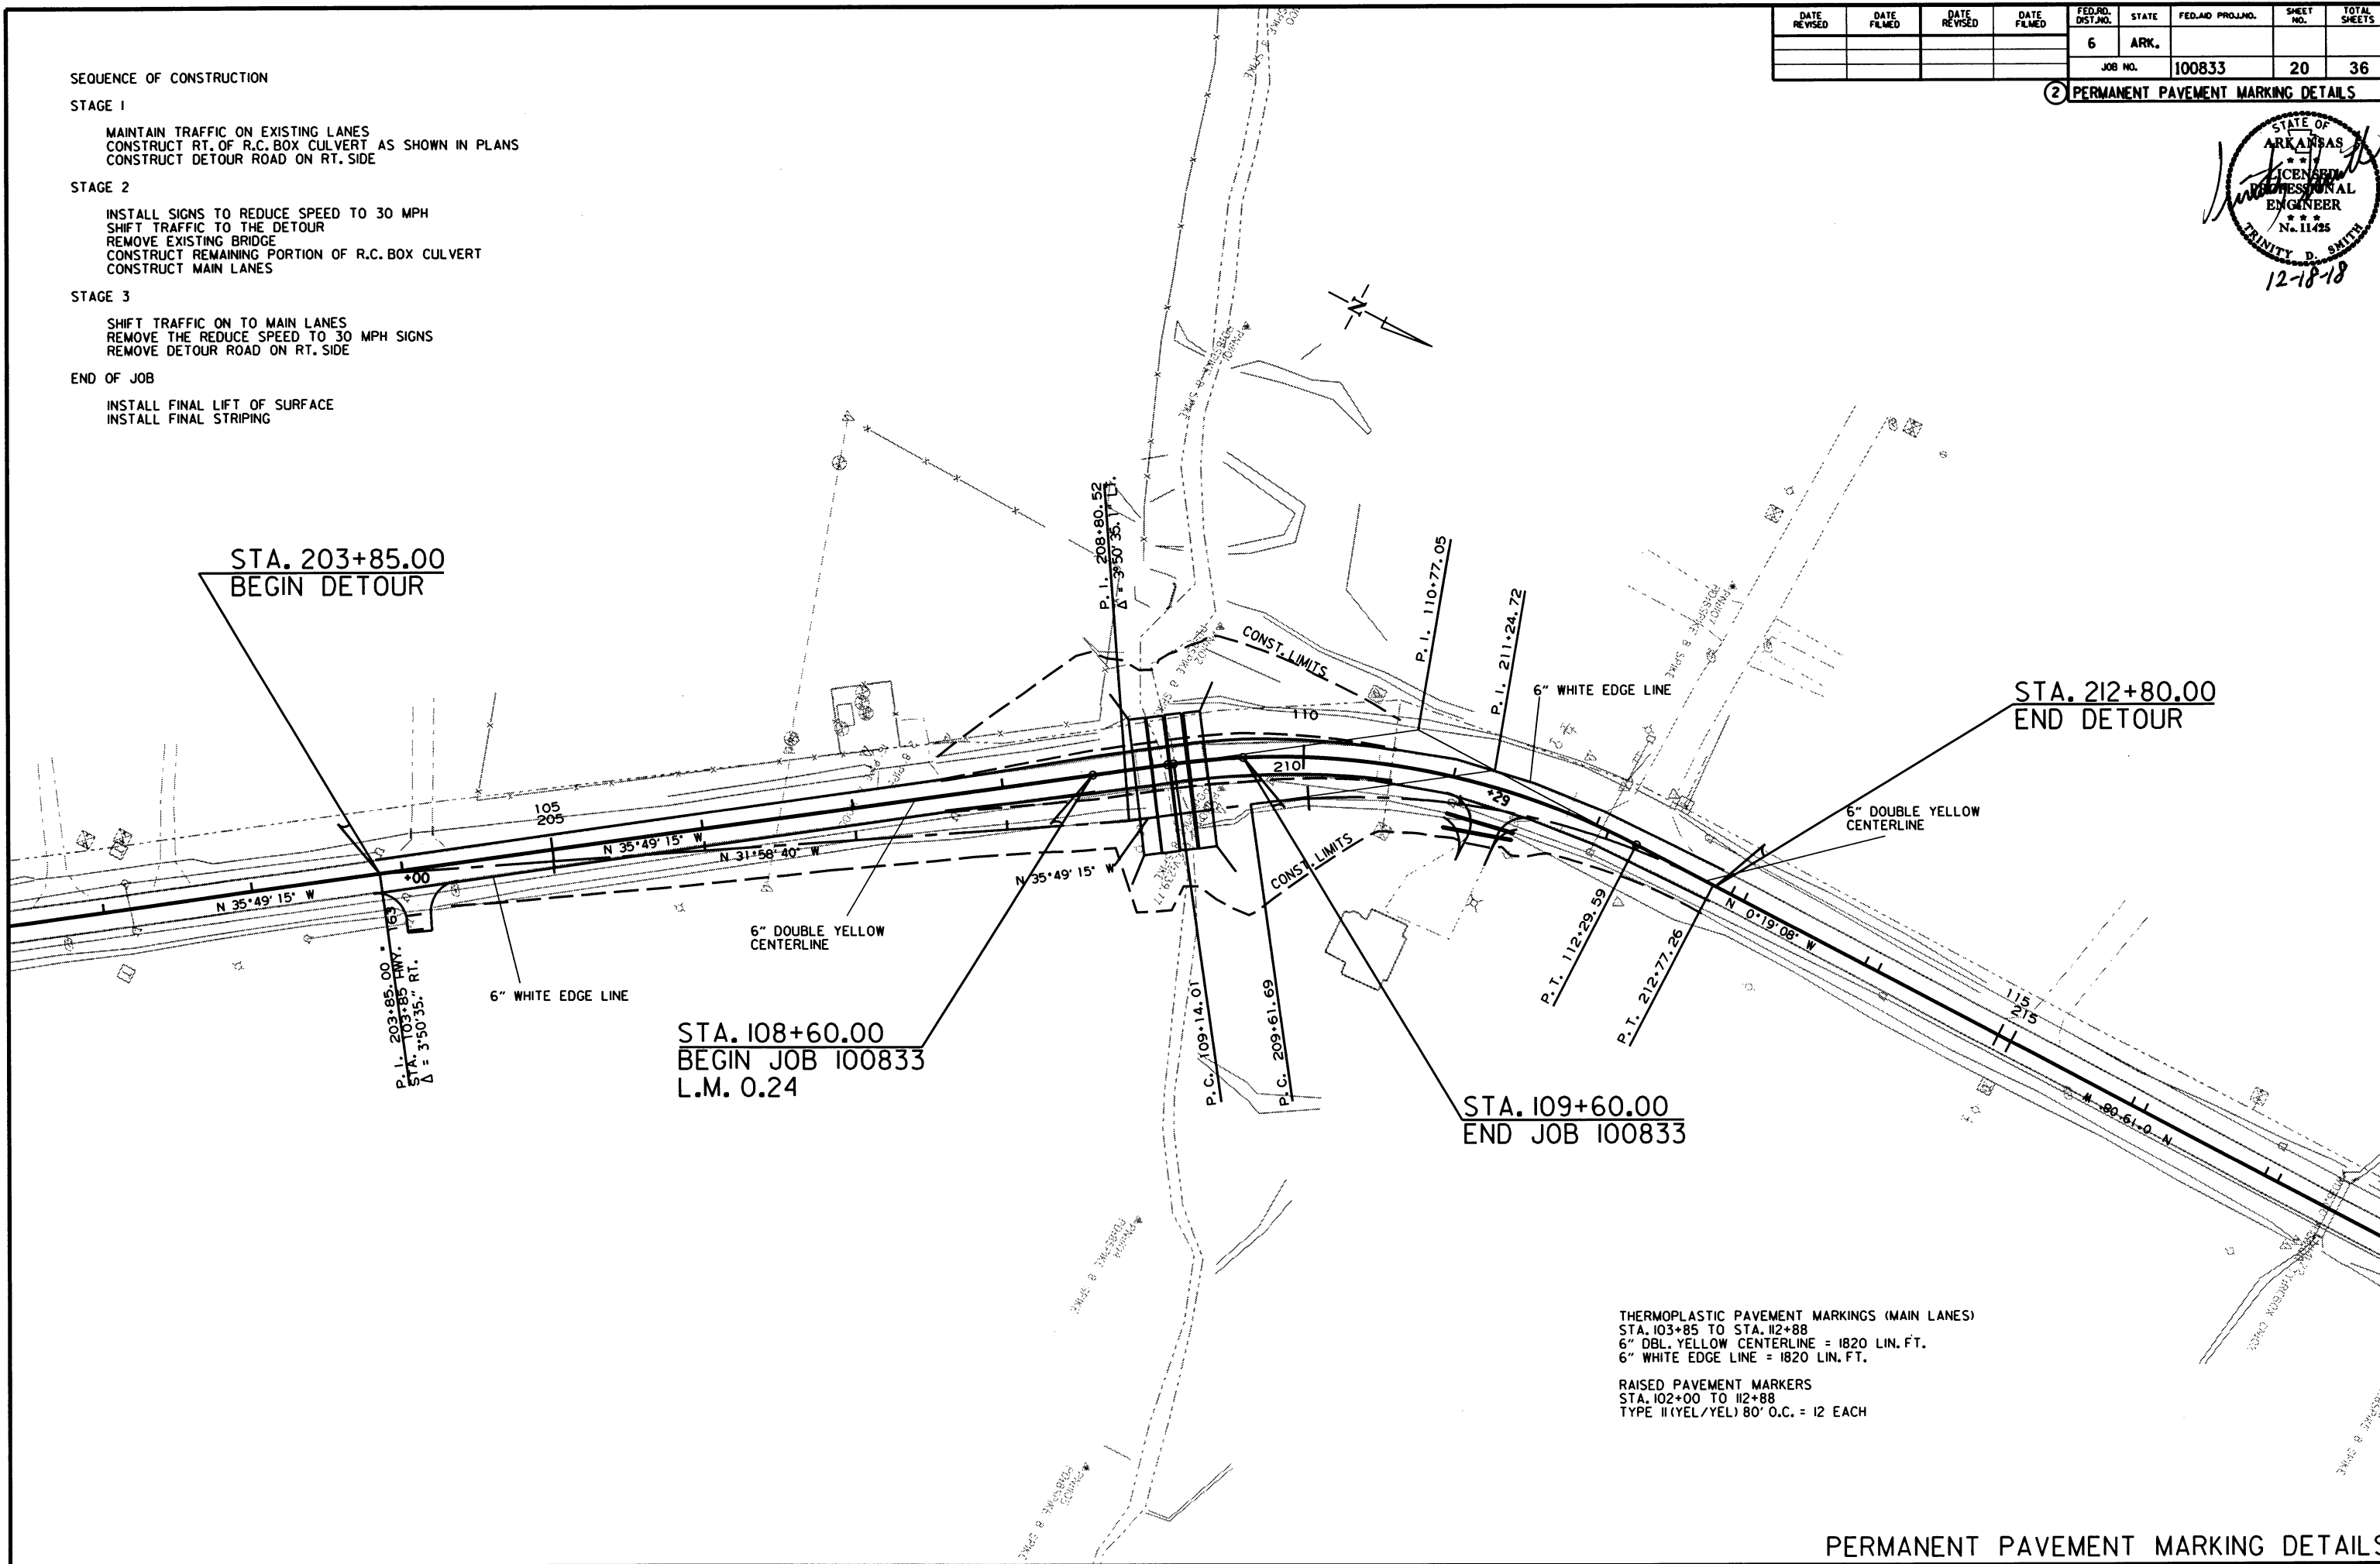 DATE REVISED
DATE FILMED
DATE REVISED
DATE FILMED
FED.RD. DIST.NO.
STATE
FED.AID PROJ.NO.
SHEET NO.
TOTAL SHEETS
6
ARK.
JOB NO.
100833
20
36
2 PERMANENT PAVEMENT MARKING DETAILS
STATE OF
ARKANSAS
LICENSED
PROFESSIONAL
ENGINEER
No. 11425
TRINITY D. SMITH
12-18-18
SEQUENCE OF CONSTRUCTION
STAGE 1
MAINTAIN TRAFFIC ON EXISTING LANES
CONSTRUCT RT. OF R.C. BOX CULVERT AS SHOWN IN PLANS
CONSTRUCT DETOUR ROAD ON RT. SIDE
STAGE 2
INSTALL SIGNS TO REDUCE SPEED TO 30 MPH
SHIFT TRAFFIC TO THE DETOUR
REMOVE EXISTING BRIDGE
CONSTRUCT REMAINING PORTION OF R.C. BOX CULVERT
CONSTRUCT MAIN LANES
STAGE 3
SHIFT TRAFFIC ON TO MAIN LANES
REMOVE THE REDUCE SPEED TO 30 MPH SIGNS
REMOVE DETOUR ROAD ON RT. SIDE
END OF JOB
INSTALL FINAL LIFT OF SURFACE
INSTALL FINAL STRIPING
N
STA. 203+85.00
BEGIN DETOUR
P. I. 208+80.52
Δ = 3°50'35.1" LT.
CONST. LIMITS
P. I. 110+77.05
P. I. 211+24.72
6" WHITE EDGE LINE
STA. 212+80.00
END DETOUR
6" DOUBLE YELLOW
CENTERLINE
105
205
110
210
+29
+00
N 35°49'15" W
N 35°49'15" W
N 31°58'40" W
N 35°49'15" W
CONST. LIMITS
N 0°19'08" W
115
215
N 0°19'08" W
6" DOUBLE YELLOW
CENTERLINE
6" WHITE EDGE LINE
HWY. 163
P. I. 203+85.00 =
STA. 103+85
Δ = 3°50'35." RT.
P. C. 109+14.01
P. C. 209+61.69
P. T. 112+29.59
P. T. 212+77.26
STA. 108+60.00
BEGIN JOB 100833
L.M. 0.24
STA. 109+60.00
END JOB 100833
THERMOPLASTIC PAVEMENT MARKINGS (MAIN LANES)
STA. 103+85 TO STA. 112+88
6" DBL. YELLOW CENTERLINE = 1820 LIN. FT.
6" WHITE EDGE LINE = 1820 LIN. FT.
RAISED PAVEMENT MARKERS
STA. 102+00 TO 112+88
TYPE II (YEL/YEL) 80' O.C. = 12 EACH
PERMANENT PAVEMENT MARKING DETAILS